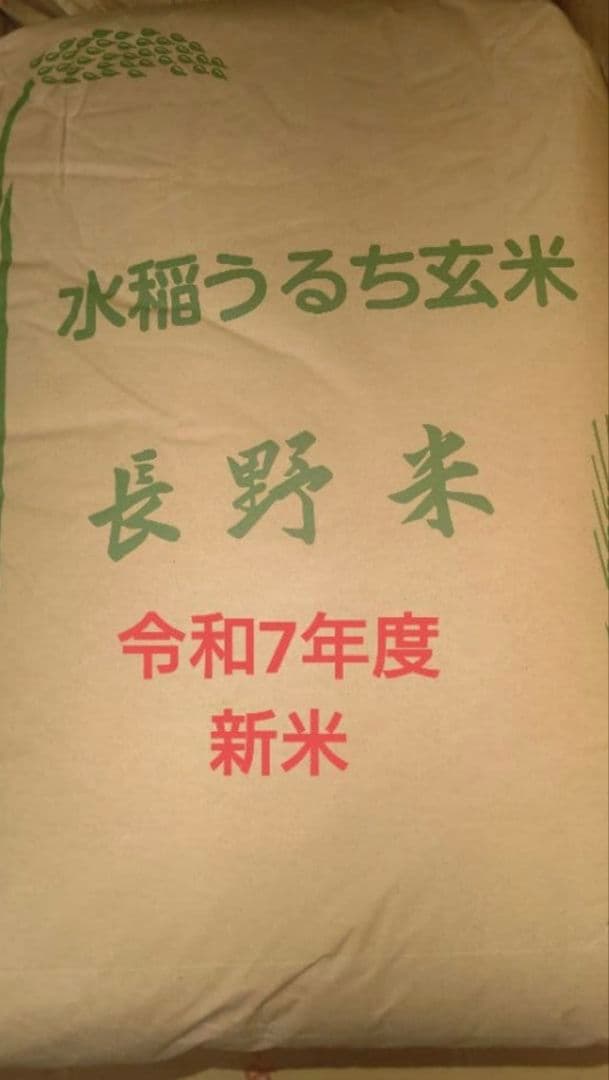 水稲うるち玄米
長野米
令和7年度
新米